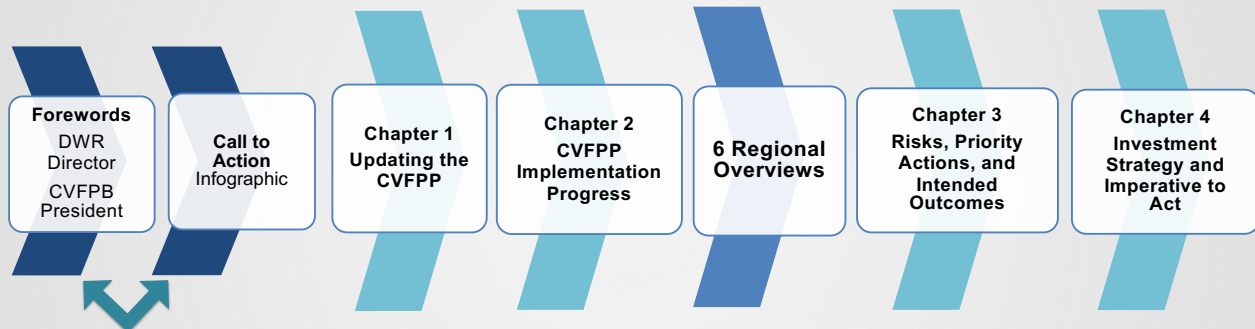 Forewords
DWR
Director
CVFPB
President
Call to
Action
Infographic
Chapter 1
Updating the
CVFPP
Chapter 2
CVFPP
Implementation
Progress
6 Regional
Overviews
Chapter 3
Risks, Priority
Actions, and
Intended
Outcomes
Chapter 4
Investment
Strategy and
Imperative to
Act